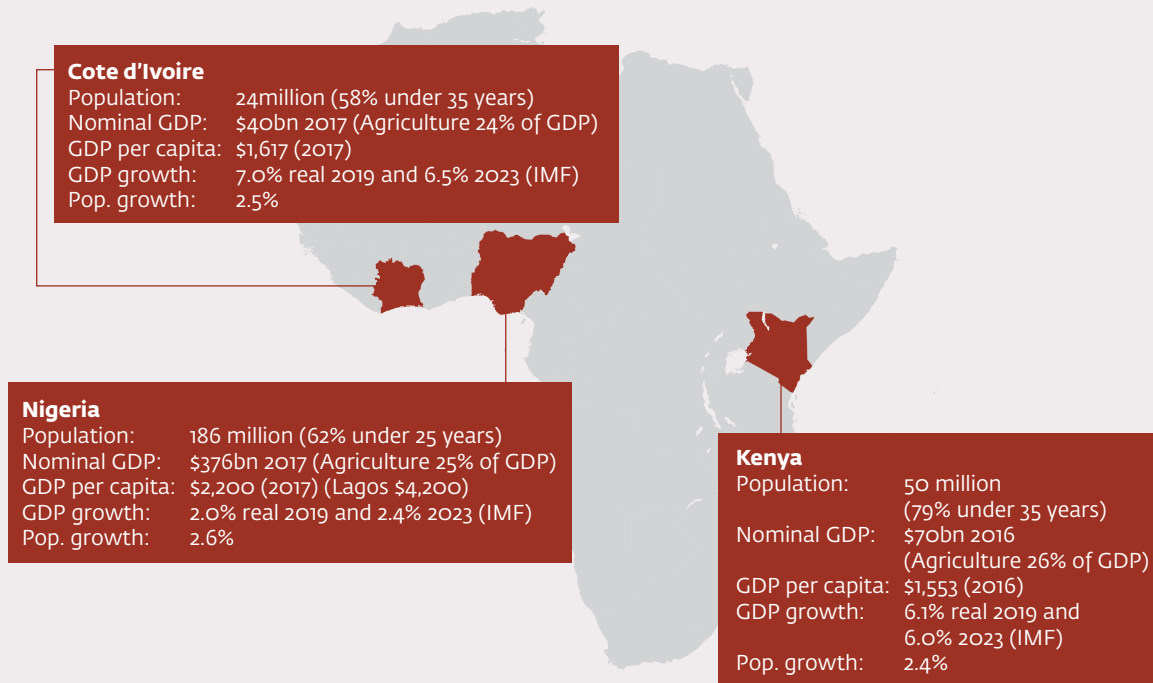 Cote d'Ivoire
Population: 24million (58% under 35 years)
Nominal GDP: $40bn 2017 (Agriculture 24% of GDP)
GDP per capita: $1,617 (2017)
GDP growth: 7.0% real 2019 and 6.5% 2023 (IMF)
Pop. growth: 2.5%
Nigeria
Population: 186 million (62% under 25 years)
Nominal GDP: $376bn 2017 (Agriculture 25% of GDP)
GDP per capita: $2,200 (2017) (Lagos $4,200)
GDP growth: 2.0% real 2019 and 2.4% 2023 (IMF)
Pop. growth: 2.6%
Kenya
Population: 50 million
(79% under 35 years)
Nominal GDP: $70bn 2016
(Agriculture 26% of GDP)
GDP per capita: $1,553 (2016)
GDP growth: 6.1% real 2019 and
6.0% 2023 (IMF)
Pop. growth: 2.4%